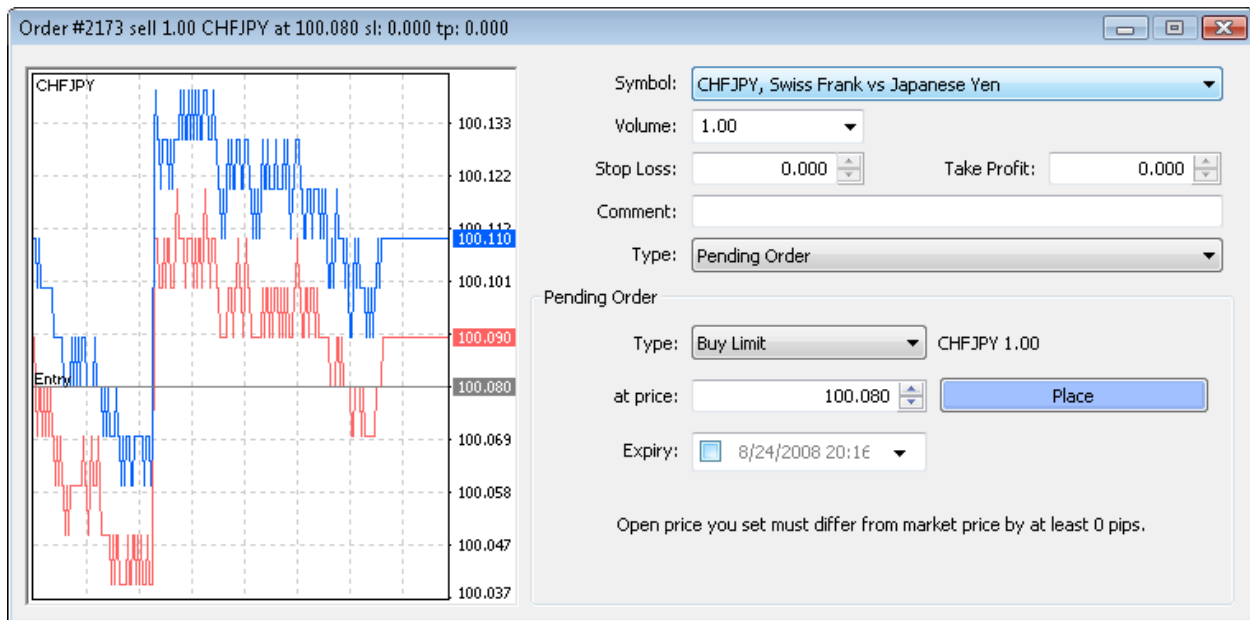 Order #2173 sell 1.00 CHFJPY at 100.080 sl: 0.000 tp: 0.000
CHFJPY
100.133
100.122
100.112
100.110
100.101
100.090
Entry
100.080
100.069
100.058
100.047
100.037
Symbol: CHFJPY, Swiss Frank vs Japanese Yen
Volume: 1.00
Stop Loss: 0.000 Take Profit: 0.000
Comment:
Type: Pending Order
Pending Order
Type: Buy Limit CHFJPY 1.00
at price: 100.080 Place
Expiry: 8/24/2008 20:16
Open price you set must differ from market price by at least 0 pips.